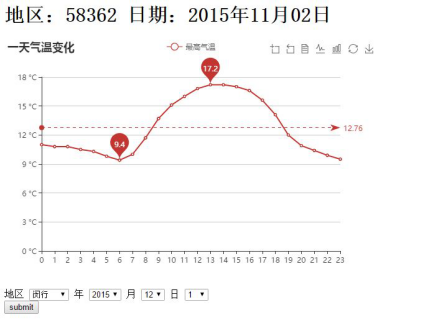 地区：58362 日期：2015年11月02日
一天气温变化
最高气温
18 °C
15 °C
12 °C
9 °C
6 °C
3 °C
0 °C
17.2
9.4
12.76
0 1 2 3 4 5 6 7 8 9 10 11 12 13 14 15 16 17 18 19 20 21 22 23
地区 闵行 年 2015 月 12 日 1
submit